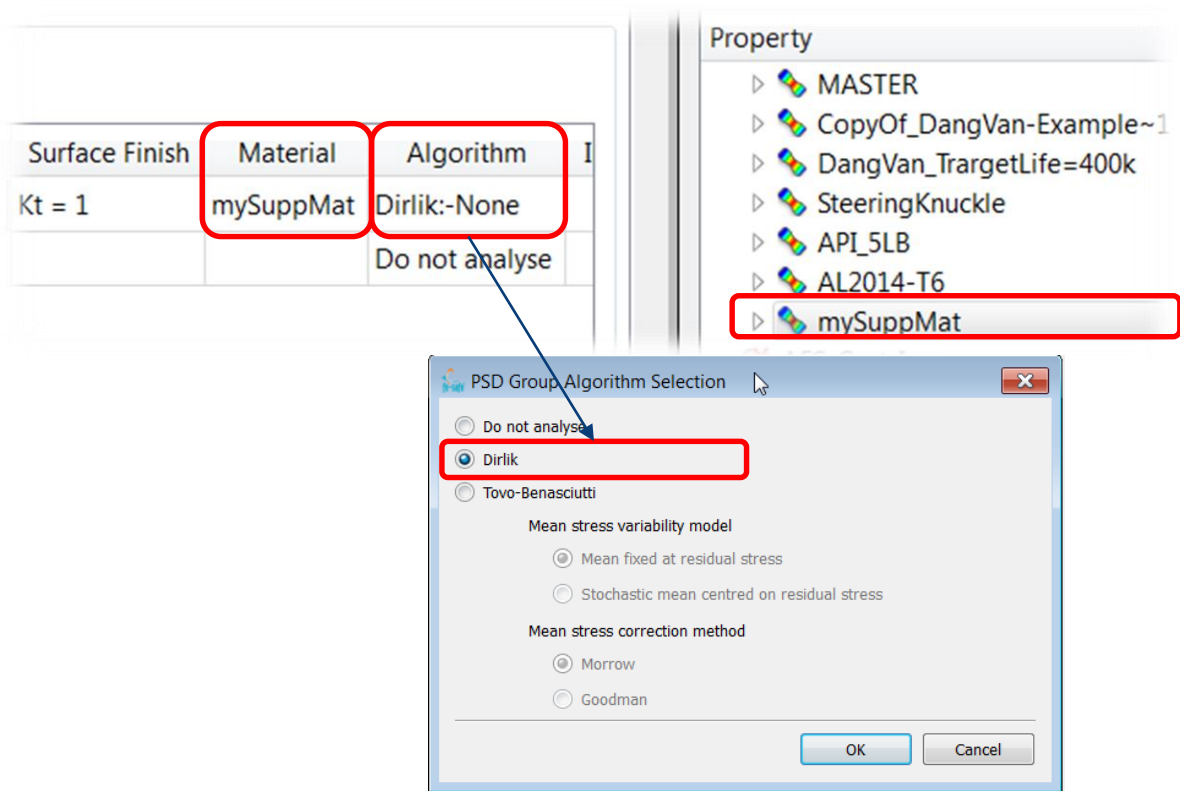 Property
MASTER
CopyOf_DangVan-Example~1
DangVan_TrargetLife=400k
SteeringKnuckle
API_5LB
AL2014-T6
mySuppMat
Surface Finish Material Algorithm I
Kt = 1 mySuppMat Dirlik:-None
Do not analyse
PSD Group Algorithm Selection
Do not analyse
Dirlik
Tovo-Benasciutti
Mean stress variability model
Mean fixed at residual stress
Stochastic mean centred on residual stress
Mean stress correction method
Morrow
Goodman
OK Cancel